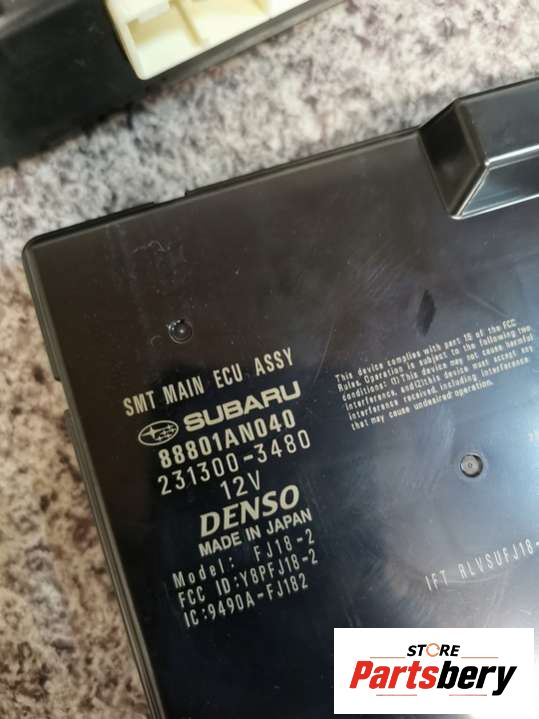 SMT MAIN ECU ASSY
SUBARU
88801AN040
231300-3480
12V
DENSO
MADE IN JAPAN
Model: FJ18-2
FCC ID:Y8PFJ18-2
IC:9490A-FJ182
This device complies with part 15 of the FCC
Rules. Operation is subject to the following two
conditions: (1)This device may not cause harmful
interference, and(2)this device must accept any
interference received, including interference
that may cause undesired operation.
IFT RLVSUFJ18-
STORE
Partsbery